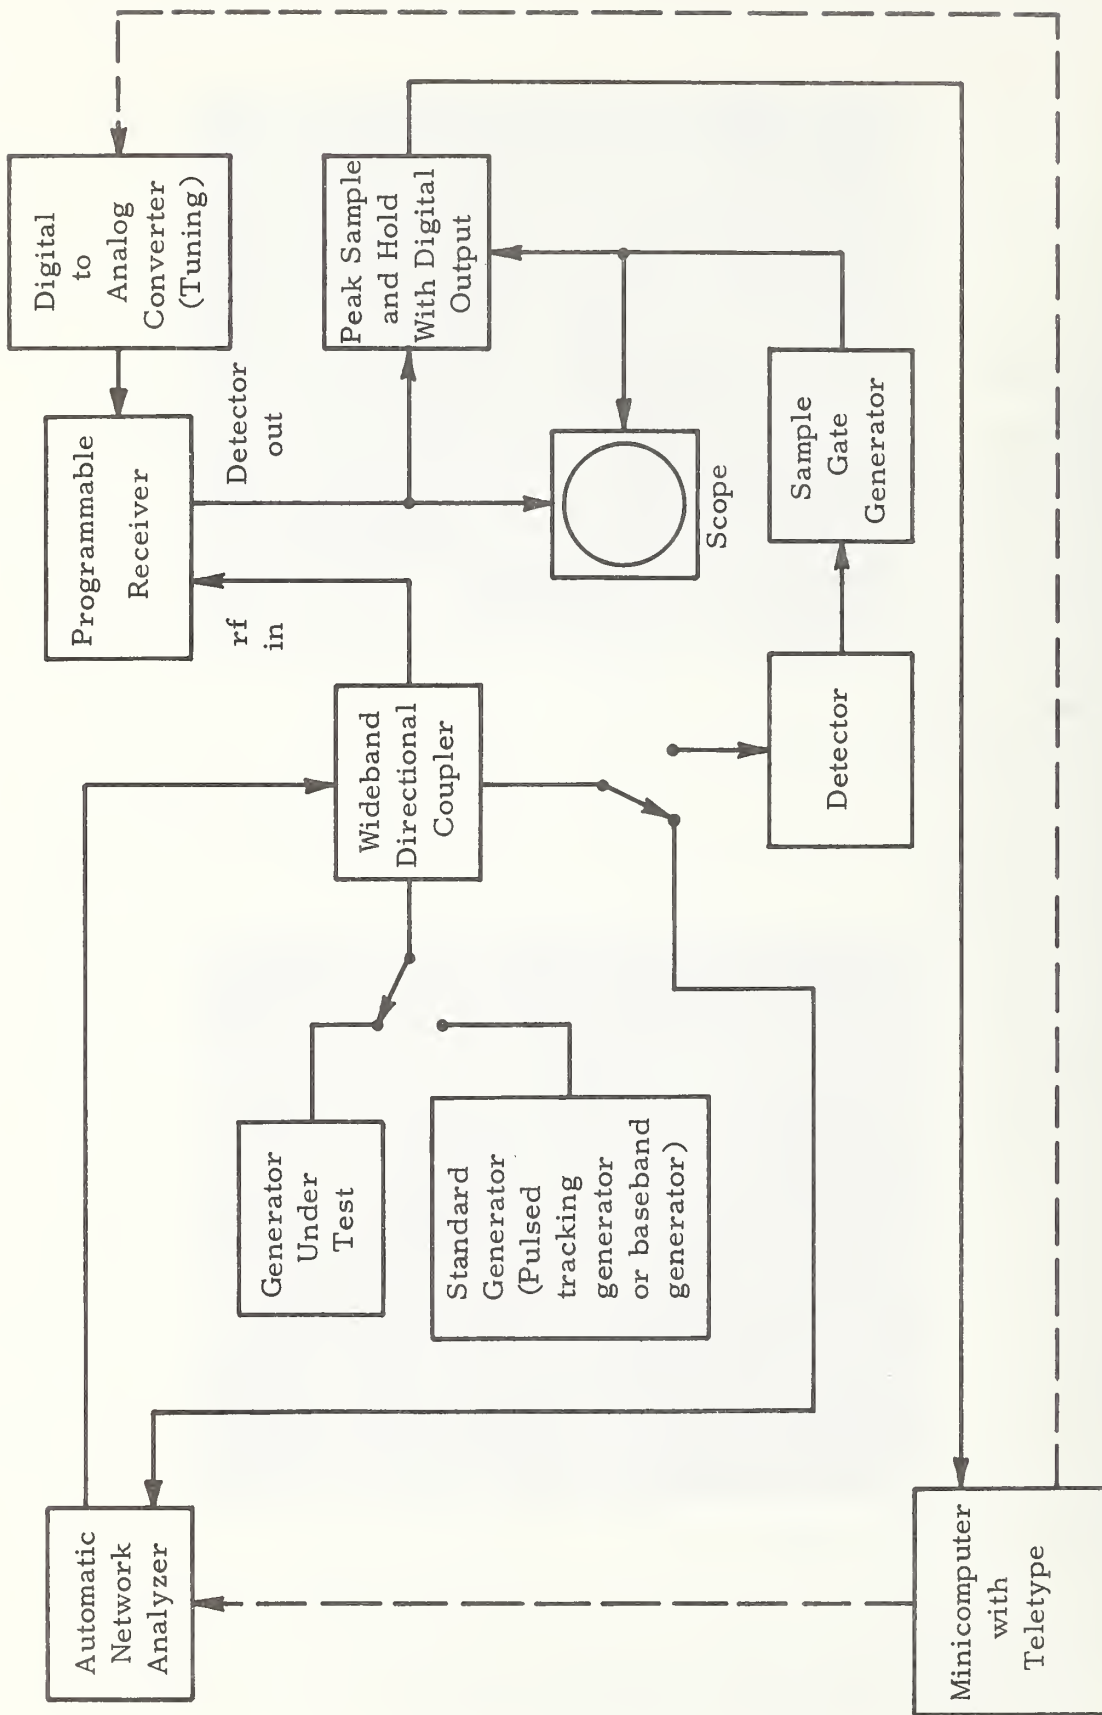 Automatic
Network
Analyzer
Generator
Under
Test
Standard
Generator
(Pulsed
tracking
generator
or baseband
generator)
Wideband
Directional
Coupler
Programmable
Receiver
rf
in
Detector
out
Digital
to
Analog
Converter
(Tuning)
Peak Sample
and Hold
With Digital
Output
Scope
Sample
Gate
Generator
Detector
Minicomputer
with
Teletype